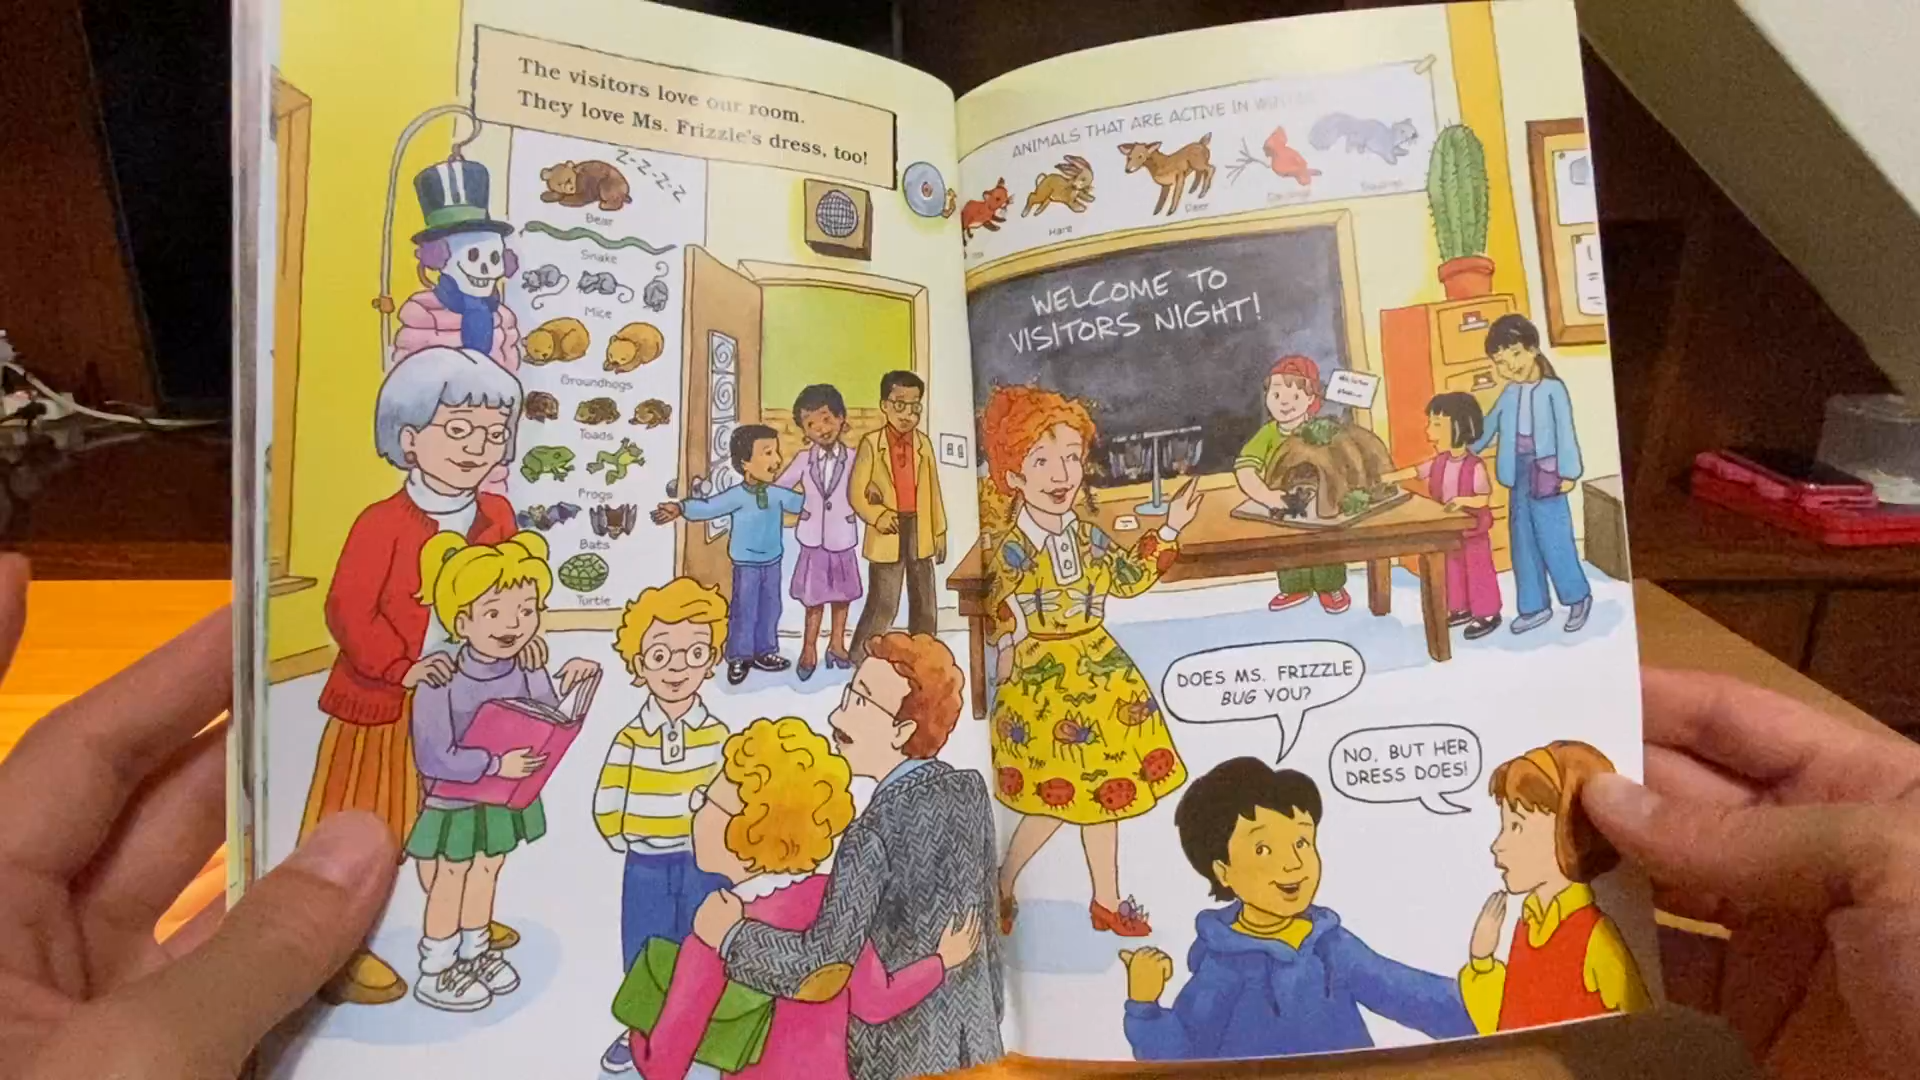 The visitors love our room.
They love Ms. Frizzle's dress, too!
Z-Z-Z-Z-Z
Bear
Snake
Mice
Groundhogs
Toads
Frogs
Bats
Turtle
ANIMALS THAT ARE ACTIVE IN
Hare
Deer
WELCOME TO
VISITORS NIGHT!
DOES MS. FRIZZLE
BUG YOU?
NO, BUT HER
DRESS DOES!